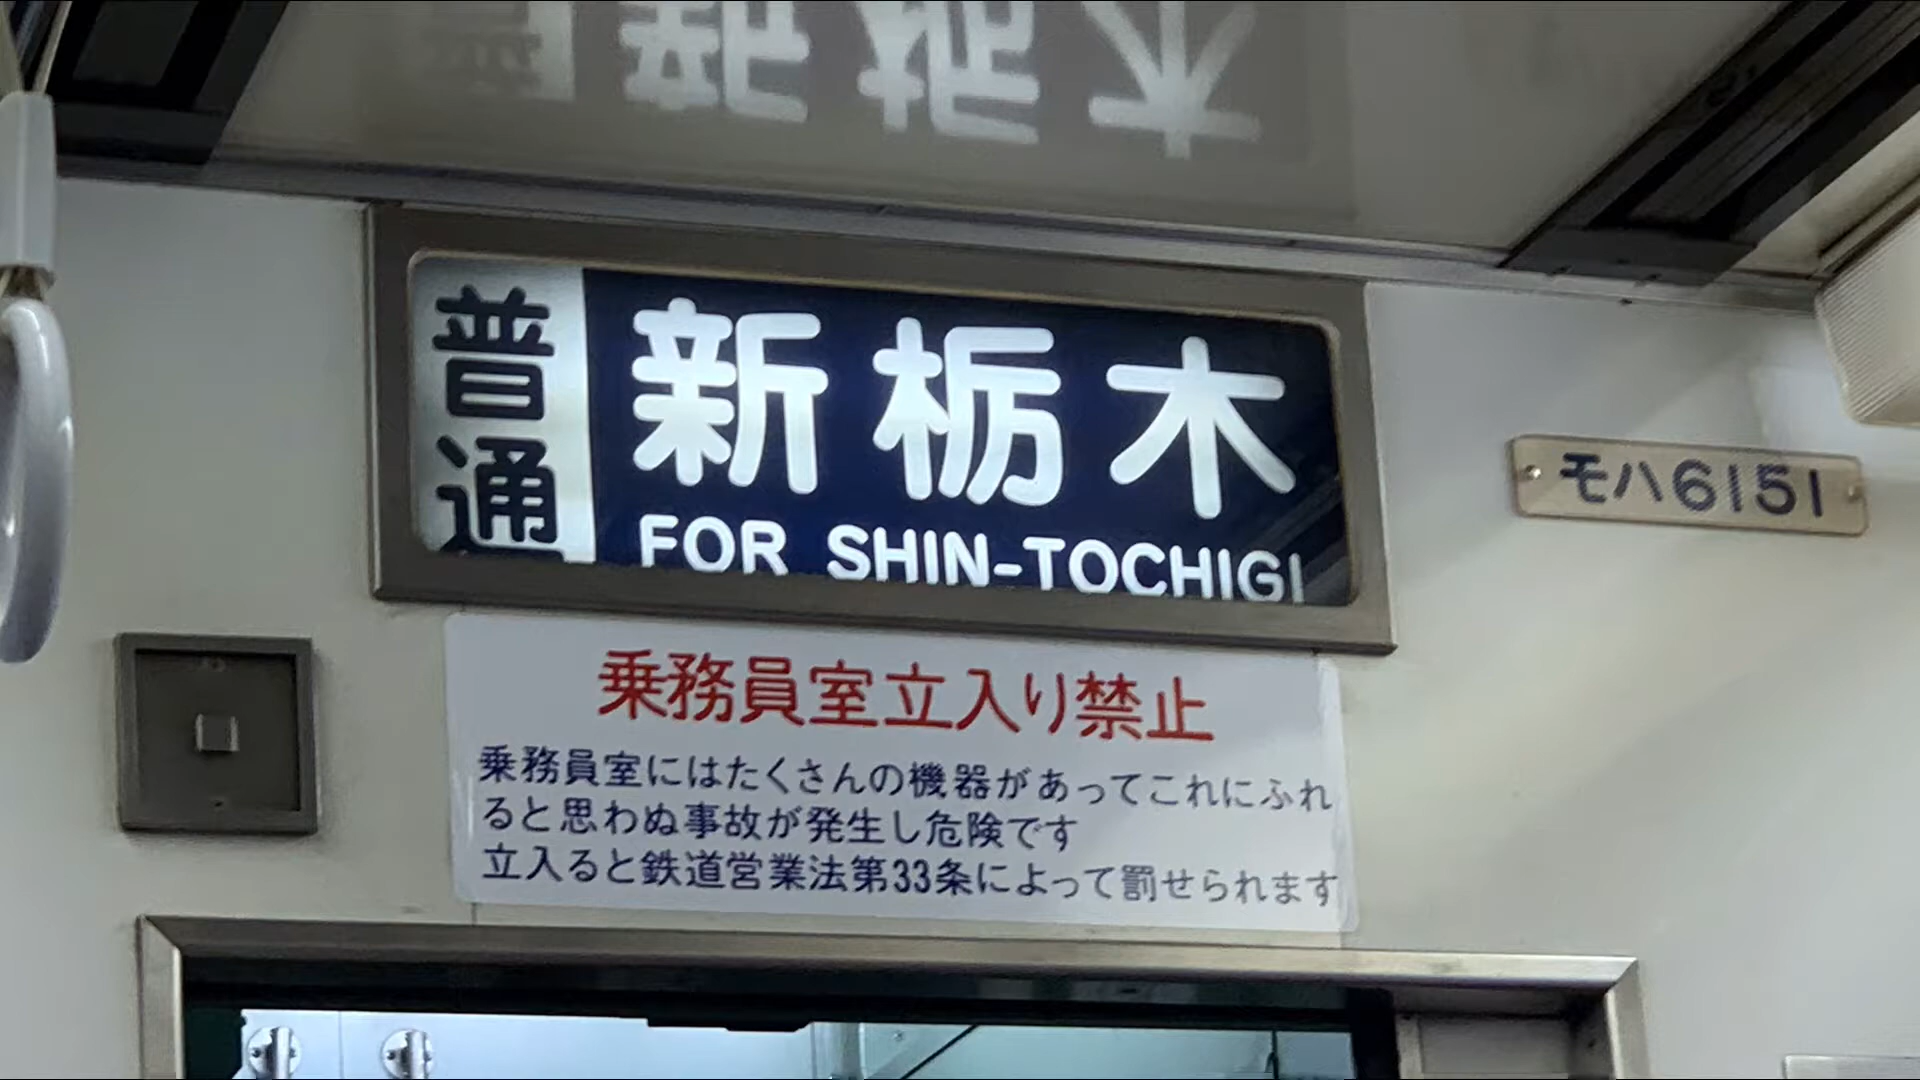 普通
新栃木
FOR SHIN-TOCHIGI
モハ6151
乗務員室立入り禁止
乗務員室にはたくさんの機器があってこれにふれ
ると思わぬ事故が発生し危険です
立入ると鉄道営業法第33条によって罰せられます